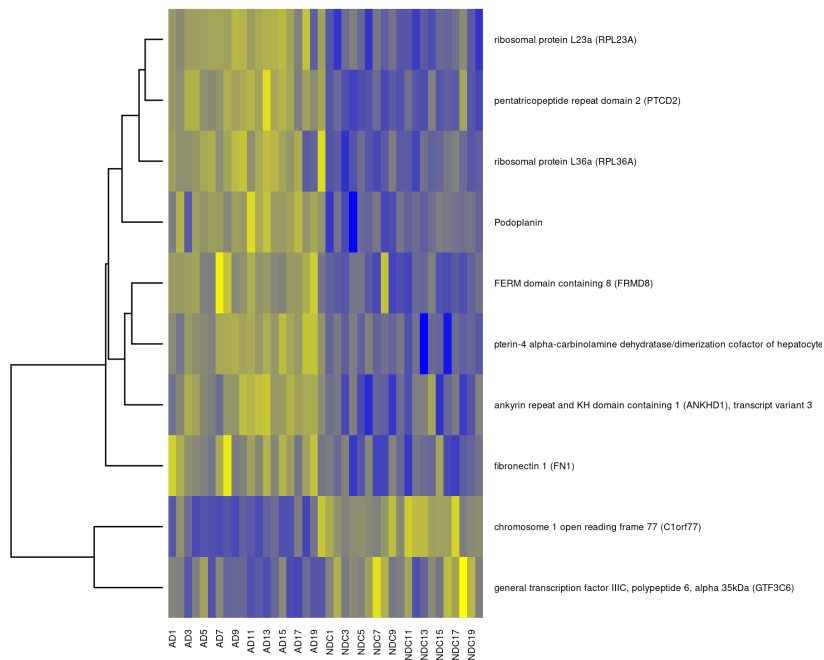 ribosomal protein L23a (RPL23A)
pentatricopeptide repeat domain 2 (PTCD2)
ribosomal protein L36a (RPL36A)
Podoplanin
FERM domain containing 8 (FRMD8)
pterin-4 alpha-carbinolamine dehydratase/dimerization cofactor of hepatocyte
ankyrin repeat and KH domain containing 1 (ANKHD1), transcript variant 3
fibronectin 1 (FN1)
chromosome 1 open reading frame 77 (C1orf77)
general transcription factor IIIC, polypeptide 6, alpha 35kDa (GTF3C6)
AD1
AD3
AD5
AD7
AD9
AD11
AD13
AD15
AD17
AD19
NDC1
NDC3
NDC5
NDC7
NDC9
NDC11
NDC13
NDC15
NDC17
NDC19